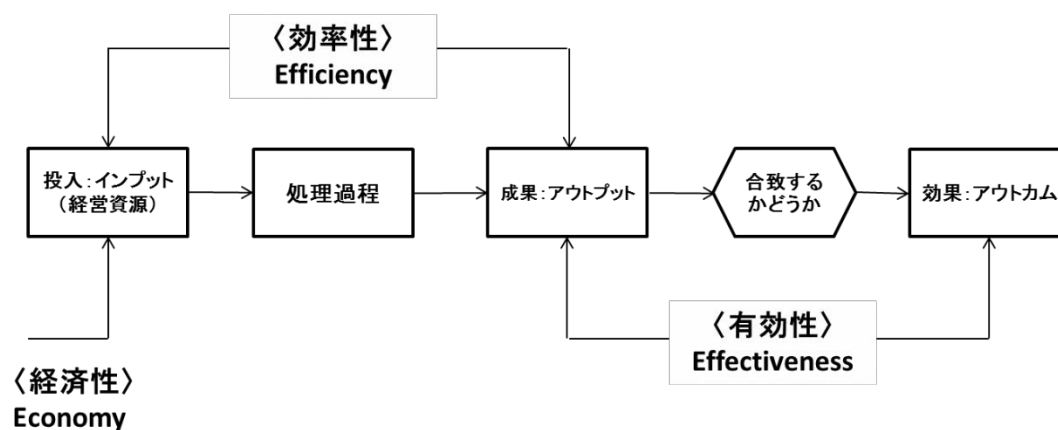 〈効率性〉
Efficiency
投入：インプット
（経営資源）
処理過程
成果：アウトプット
合致する
かどうか
効果：アウトカム
〈有効性〉
Effectiveness
〈経済性〉
Economy